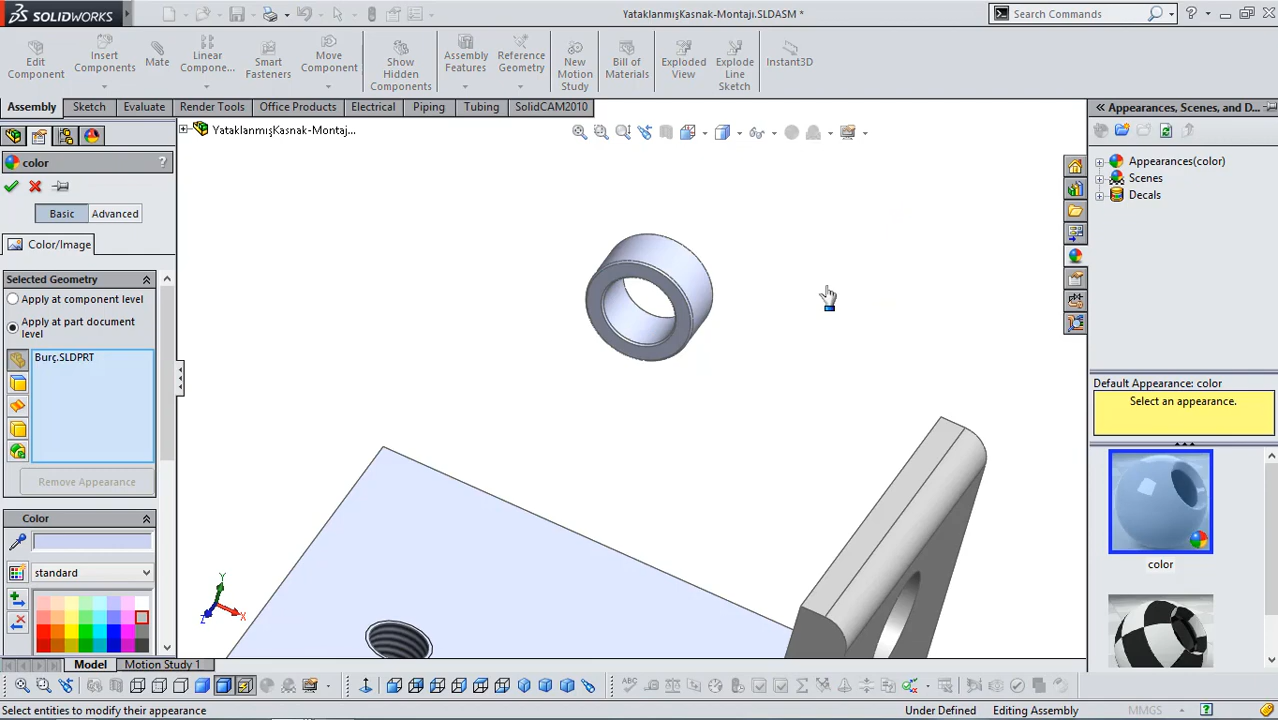 SOLIDWORKS
YataklanmışKasnak-Montajı.SLDASM *
Search Commands
Edit
Component
Insert
Components
Mate
Linear
Compone...
Smart
Fasteners
Move
Component
Show
Hidden
Components
Assembly
Features
Reference
Geometry
New
Motion
Study
Bill of
Materials
Exploded
View
Explode
Line
Sketch
Instant3D
Assembly
Sketch
Evaluate
Render Tools
Office Products
Electrical
Piping
Tubing
SolidCAM2010
YataklanmışKasnak-Montaj...
color
?
Basic
Advanced
Color/Image
Selected Geometry
Apply at component level
Apply at part document
level
Burç.SLDPRT
Remove Appearance
Color
standard
Y
X
Z
Appearances, Scenes, and D...
Appearances(color)
Scenes
Decals
Default Appearance: color
Select an appearance.
color
Model
Motion Study 1
Select entities to modify their appearance
Under Defined
Editing Assembly
MMGS